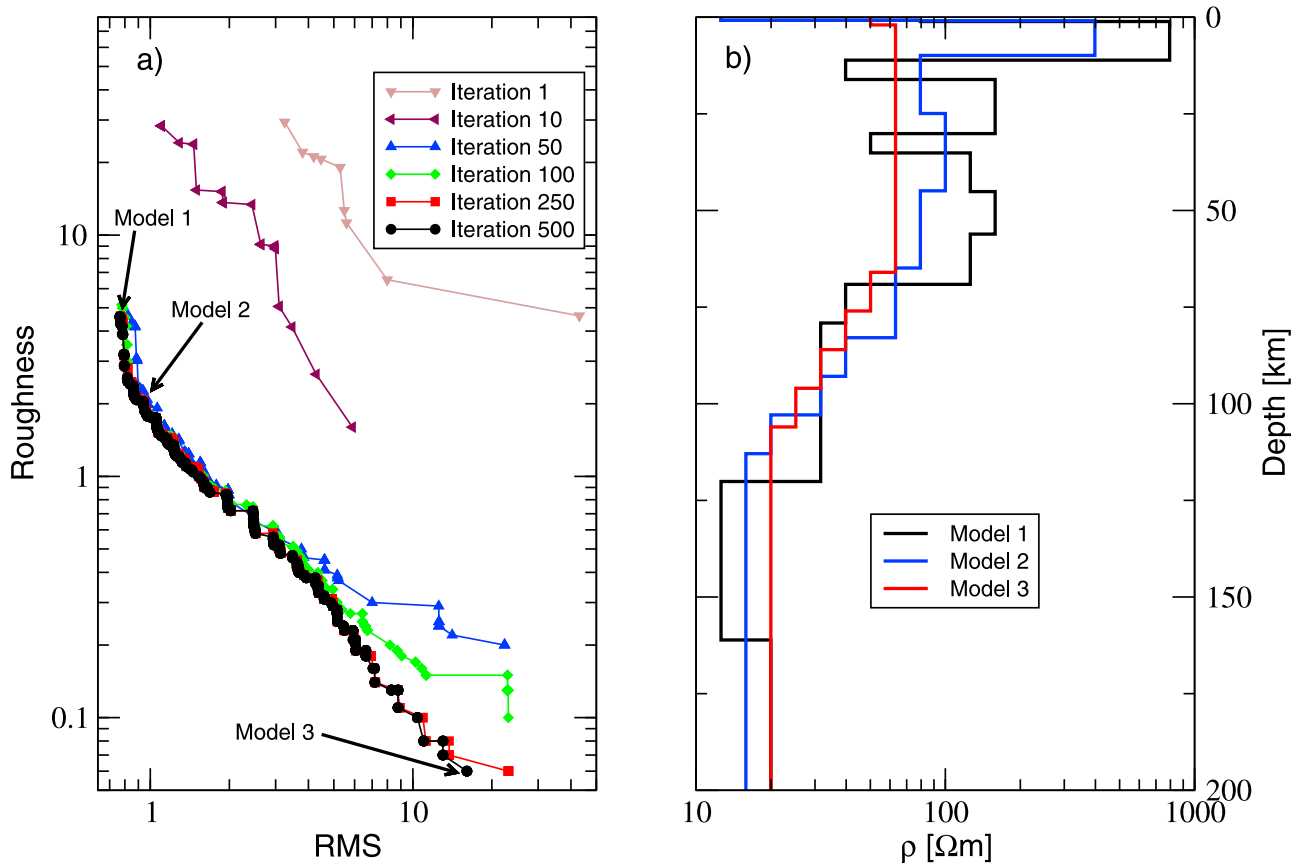 a)
Iteration 1
Iteration 10
Iteration 50
Iteration 100
Iteration 250
Iteration 500
Model 1
Model 2
Model 3
10
1
0.1
Roughness
1
10
RMS
b)
0
50
100
150
200
Depth [km]
Model 1
Model 2
Model 3
10
100
1000
ρ [Ωm]